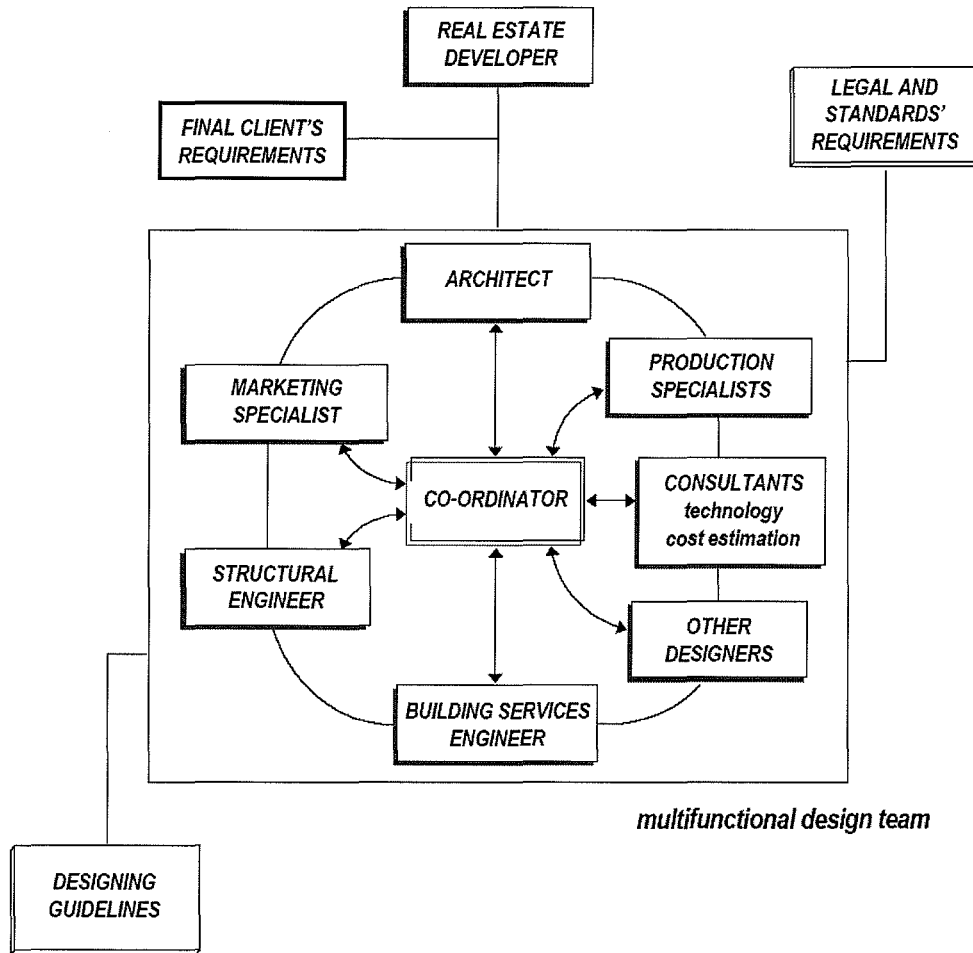 REAL ESTATE
DEVELOPER
LEGAL AND
STANDARDS'
REQUIREMENTS
FINAL CLIENT'S
REQUIREMENTS
ARCHITECT
MARKETING
SPECIALIST
PRODUCTION
SPECIALISTS
CO-ORDINATOR
CONSULTANTS
technology
cost estimation
STRUCTURAL
ENGINEER
OTHER
DESIGNERS
BUILDING SERVICES
ENGINEER
multifunctional design team
DESIGNING
GUIDELINES